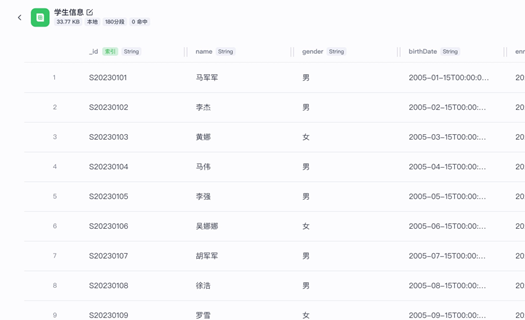 学生信息
33.77 KB 本地 180分段 0 命中
_id 索引 String name String gender String birthDate String
1 S20230101 马军军 男 2005-01-15T00:00:0...
2 S20230102 李杰 男 2005-02-15T00:00:... 20
3 S20230103 黄娜 女 2005-03-15T00:00:... 20
4 S20230104 马伟 男 2005-04-15T00:00:... 20
5 S20230105 李强 男 2005-05-15T00:00:... 20
6 S20230106 吴娜娜 女 2005-06-15T00:00:... 20
7 S20230107 胡军军 男 2005-07-15T00:00:... 20
8 S20230108 徐浩 男 2005-08-15T00:00:... 20
9 S20230109 罗雪 女 2005-09-15T00:00:... 20